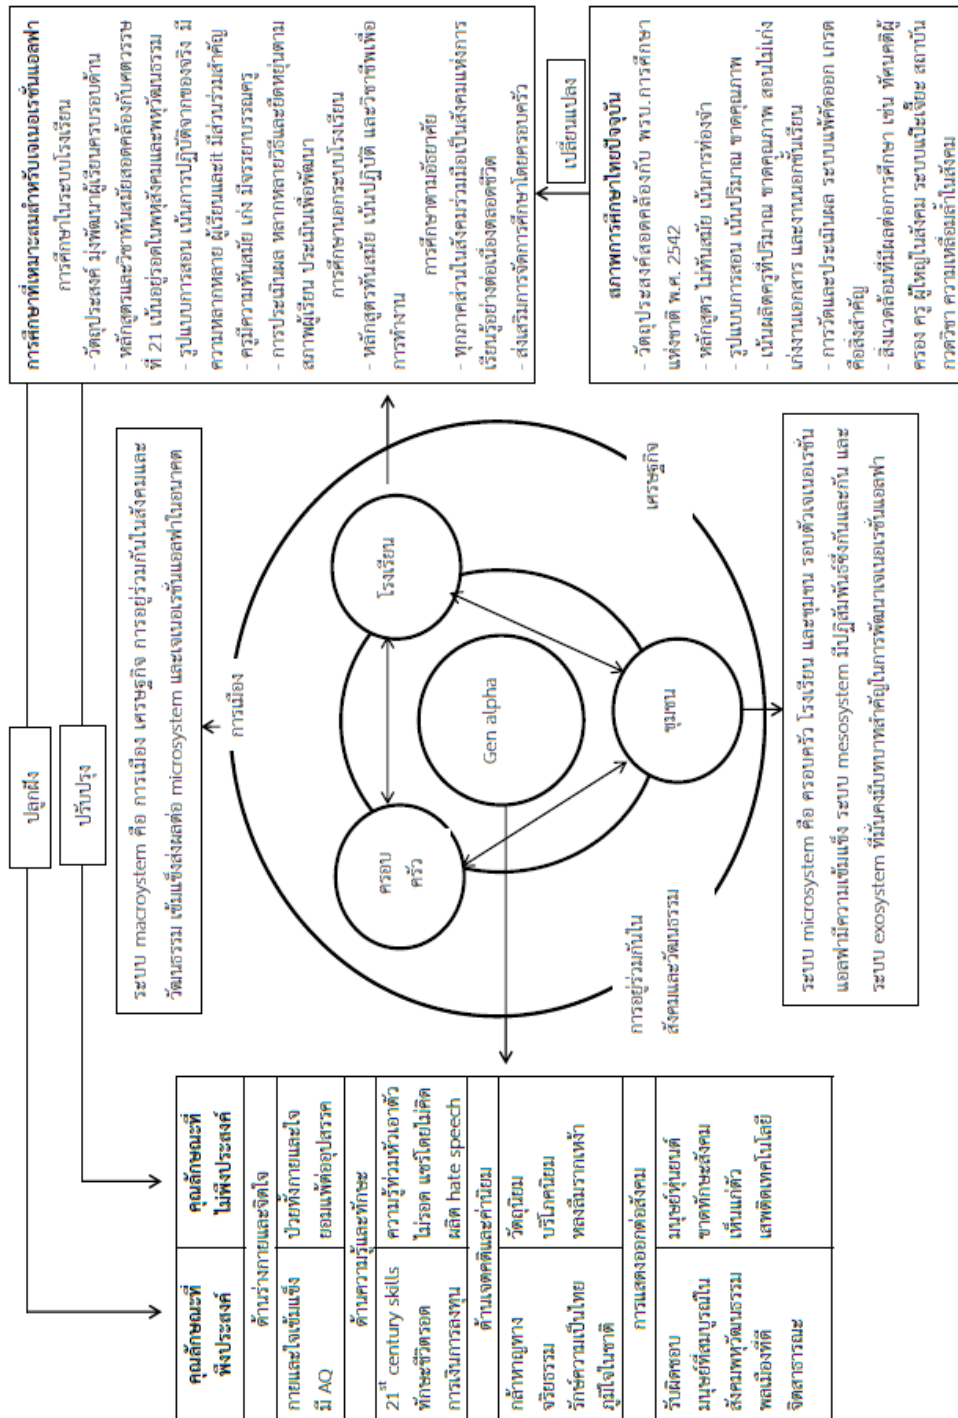 ปลูกฝัง
ปรับปรุง
คุณลักษณะที่
พึงประสงค์
คุณลักษณะที่
ไม่พึงประสงค์
ด้านร่างกายและจิตใจ
กายและใจเข้มแข็ง
มี AQ
ป่วยทั้งกายและใจ
ยอมแพ้ต่ออุปสรรค
ด้านความรู้และทักษะ
21st century skills
ทักษะชีวิตรอด
การเงินการลงทุน
ความรู้ท่วมหัวเอาตัว
ไม่รอด แชร์โดยไม่คิด
ผลิต hate speech
ด้านเจตคติและค่านิยม
กล้าหาญทาง
จริยธรรม
รักษ์ความเป็นไทย
ภูมิใจในชาติ
วัตถุนิยม
บริโภคนิยม
หลงลืมรากเหง้า
การแสดงออกต่อสังคม
รับผิดชอบ
มนุษย์ที่สมบูรณ์ใน
สังคมพหุวัฒนธรรม
พลเมืองที่ดี
จิตสาธารณะ
มนุษย์หุ่นยนต์
ขาดทักษะสังคม
เห็นแก่ตัว
เสพติดเทคโนโลยี
ระบบ macroystem คือ การเมือง เศรษฐกิจ การอยู่ร่วมกันในสังคมและ
วัฒนธรรม เข้มแข็งส่งผลต่อ microsystem และเจเนอเรชั่นแอลฟาในอนาคต
การเมือง
ครอบ
ครัว
โรงเรียน
Gen alpha
ชุมชน
การอยู่ร่วมกันใน
สังคมและวัฒนธรรม
เศรษฐกิจ
ระบบ microsystem คือ ครอบครัว โรงเรียน และชุมชน รอบตัวเจเนอเรชั่น
แอลฟามีความเข้มแข็ง ระบบ mesosystem มีปฏิสัมพันธ์ซึ่งกันและกัน และ
ระบบ exosystem ที่มั่นคงมีบทบาทสำคัญในการพัฒนาเจเนอเรชั่นแอลฟา
การศึกษาที่เหมาะสมสำหรับเจเนอเรชั่นแอลฟา
การศึกษาในระบบโรงเรียน
- วัตถุประสงค์ มุ่งพัฒนาผู้เรียนครบรอบด้าน
- หลักสูตรและวิชาทันสมัยสอดคล้องกับศตวรรษ
ที่ 21 เน้นอยู่รอดในพหุสังคมและพหุวัฒนธรรม
- รูปแบบการสอน เน้นการปฏิบัติจากของจริง มี
ความหลากหลาย ผู้เรียนและit มีส่วนร่วมสำคัญ
- ครูมีความทันสมัย เก่ง มีจรรยาบรรณครู
- การประเมินผล หลากหลายวิธีและยืดหยุ่นตาม
สภาพผู้เรียน ประเมินเพื่อพัฒนา
การศึกษานอกระบบโรงเรียน
- หลักสูตรทันสมัย เน้นปฏิบัติ และวิชาชีพเพื่อ
การทำงาน
การศึกษาตามอัธยาศัย
- ทุกภาคส่วนในสังคมร่วมมือเป็นสังคมแห่งการ
เรียนรู้อย่างต่อเนื่องตลอดชีวิต
- ส่งเสริมการจัดการศึกษาโดยครอบครัว
เปลี่ยนแปลง
สภาพการศึกษาไทยปัจจุบัน
- วัตถุประสงค์สอดคล้องกับ พรบ.การศึกษา
แห่งชาติ พ.ศ. 2542
- หลักสูตร ไม่ทันสมัย เน้นการท่องจำ
- รูปแบบการสอน เน้นปริมาณ ขาดคุณภาพ
- เน้นผลิตครูที่ปริมาณ ขาดคุณภาพ สอนไม่เก่ง
เก่งงานเอกสาร และงานนอกชั้นเรียน
- การวัดและประเมินผล ระบบแพ้คัดออก เกรด
คือสิ่งสำคัญ
- สิ่งแวดล้อมที่มีผลต่อการศึกษา เช่น ทัศนคติผู้
ครอง ครู ผู้ใหญ่ในสังคม ระบบแป๊ะเจี๊ยะ สถาบัน
กวดวิชา ความเหลื่อมล้ำในสังคม